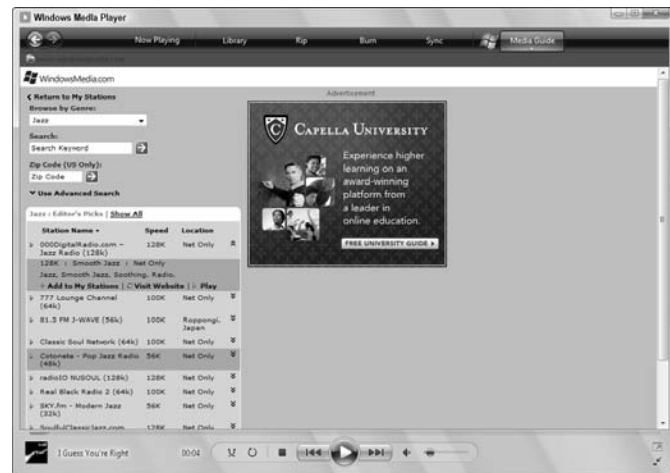 Windows Media Player
Now Playing
Library
Rip
Burn
Sync
Media Guide
WindowsMedia.com
Return to My Stations
Browse by Genre:
Jazz
Search:
Search Keyword
Zip Code (US Only):
Zip Code
Use Advanced Search
Jazz : Editor's Picks | Show All
Station Name Speed Location
000DigitalRadio.com – Jazz Radio (128k) 128K Net Only
128K : Smooth Jazz : Net Only
Jazz, Smooth Jazz, Soothing, Radio.
Add to My Stations | Visit Website | Play
777 Lounge Channel (64k) 100K Net Only
81.3 FM J-WAVE (56k) 100K Roppongi, Japan
Classic Soul Network (64k) 100K Net Only
Cotonete - Pop Jazz Radio (48k) 56K Net Only
radioIO NUSOUL (128k) 128K Net Only
Real Black Radio 2 (64k) 100K Net Only
SKY.fm - Modern Jazz (32k) 56K Net Only
SoulfulClassicJazz.com 128K Net Only
Advertisement
CAPELLA UNIVERSITY
Experience higher
learning on an
award-winning
platform from
a leader in
online education.
FREE UNIVERSITY GUIDE
I Guess You're Right
00:04